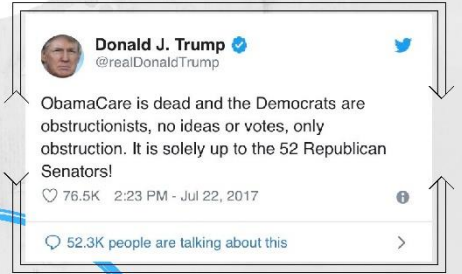 Donald J. Trump
@realDonaldTrump
ObamaCare is dead and the Democrats are
obstructionists, no ideas or votes, only
obstruction. It is solely up to the 52 Republican
Senators!
76.5K 2:23 PM - Jul 22, 2017
52.3K people are talking about this